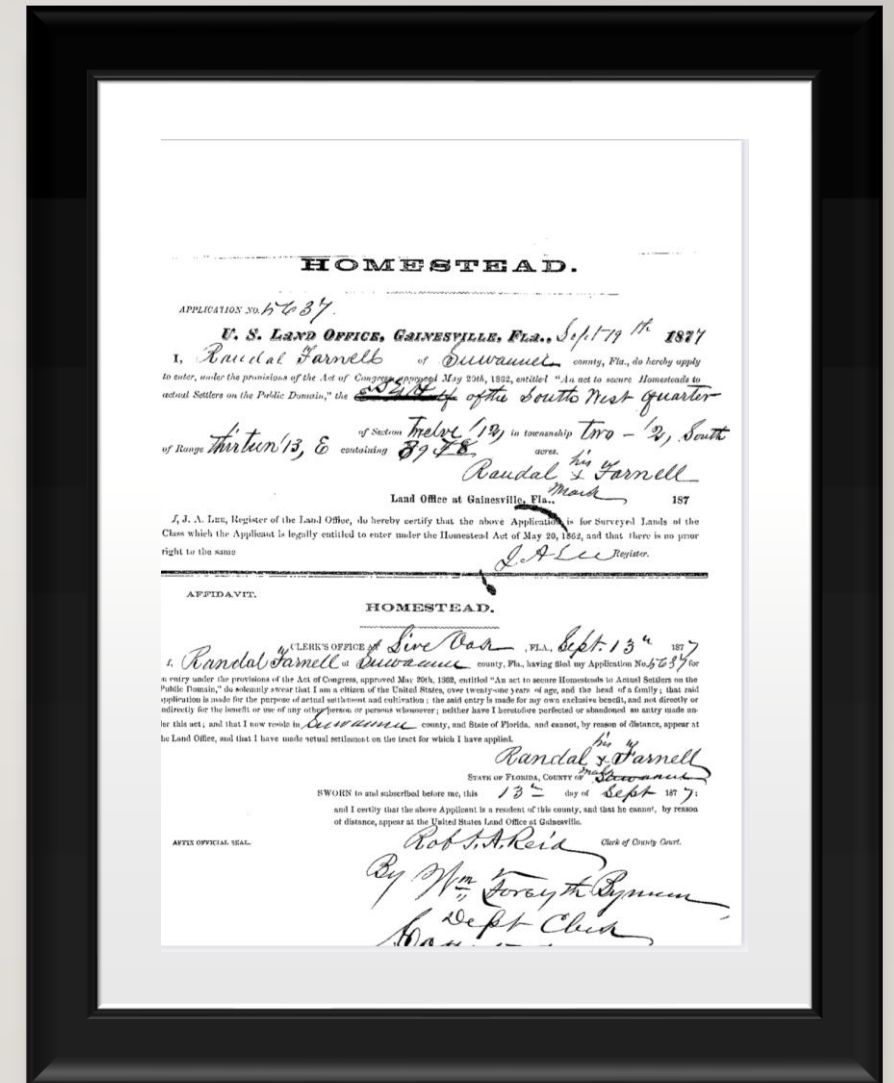 HOMESTEAD.
APPLICATION NO. 5637.
U. S. LAND OFFICE, GAINESVILLE, FLA., Sept 19th 1877
I, Randal Farnell of Suwannee county, Fla., do hereby apply
to enter, under the provisions of the Act of Congress approved May 20th, 1862, entitled "An act to secure Homesteads to
actual Settlers on the Public Domain," the of the South West quarter
of Section Twelve '12, in township two - '2, South
of Range Thirteen '13, E containing acres.
his
Randal x Farnell
mark
Land Office at Gainesville, Fla., 187
I, J. A. LEE, Register of the Land Office, do hereby certify that the above Application is for Surveyed Lands of the
Class which the Applicant is legally entitled to enter under the Homestead Act of May 20, 1862, and that there is no prior
right to the same
J. A. Lee Register.
AFFIDAVIT.
HOMESTEAD.
CLERK'S OFFICE at Live Oak, FLA., Sept. 13th 1877
I, Randal Farnell of Suwannee county, Fla., having filed my Application No. 5637 for
n entry under the provisions of the Act of Congress, approved May 20th, 1862, entitled "An act to secure Homesteads to Actual Settlers on the
Public Domain," do solemnly swear that I am a citizen of the United States, over twenty-one years of age, and the head of a family; that said
application is made for the purpose of actual settlement and cultivation; the said entry is made for my own exclusive benefit, and not directly or
ndirectly for the benefit or use of any other person or persons whomsoever; neither have I heretofore perfected or abandoned an entry made un-
der this act; and that I now reside in Suwannee county, and State of Florida, and cannot, by reason of distance, appear at
he Land Office, and that I have made actual settlement on the tract for which I have applied.
his
Randal x Farnell
mark
STATE OF FLORIDA, COUNTY OF Suwannee
SWORN to and subscribed before me, this 13th day of Sept 1877;
and I certify that the above Applicant is a resident of this county, and that he cannot, by reason
of distance, appear at the United States Land Office at Gainesville.
AFFIX OFFICIAL SEAL. Rob T. A. Reid Clerk of County Court.
By Wm Forsyth Bynum
Dept Clerk